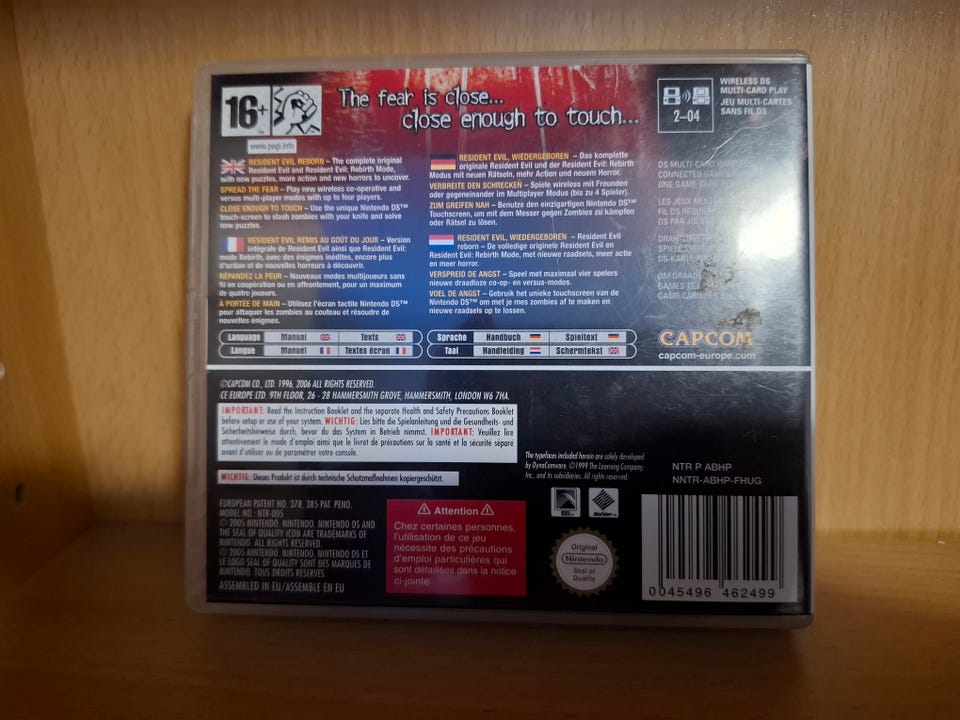 16+
www.pegi.info
The fear is close...
close enough to touch...
2–04
WIRELESS DS
MULTI-CARD PLAY
JEU MULTI-CARTES
SANS FIL DS
RESIDENT EVIL REBORN – The complete original
Resident Evil and Resident Evil: Rebirth Mode,
with new puzzles, more action and new horrors to uncover.
SPREAD THE FEAR – Play new wireless co-operative and
versus multi-player modes with up to four players.
CLOSE ENOUGH TO TOUCH – Use the unique Nintendo DS™
touch-screen to slash zombies with your knife and solve
new puzzles.
RESIDENT EVIL REMIS AU GOÛT DU JOUR – Version
intégrale de Resident Evil ainsi que Resident Evil:
mode Rebirth, avec des énigmes inédites, encore plus
d'action et de nouvelles horreurs à découvrir.
RÉPANDEZ LA PEUR – Nouveaux modes multijoueurs sans
fil en coopération ou en affrontement, pour un maximum
de quatre joueurs.
À PORTÉE DE MAIN – Utilisez l'écran tactile Nintendo DS™
pour attaquer les zombies au couteau et résoudre de
nouvelles énigmes.
RESIDENT EVIL, WIEDERGEBOREN – Das komplette
originale Resident Evil und der Resident Evil: Rebirth
Modus mit neuen Rätseln, mehr Action und neuem Horror.
VERBREITE DEN SCHRECKEN – Spiele wireless mit Freunden
oder gegeneinander im Multiplayer Modus (bis zu 4 Spieler).
ZUM GREIFEN NAH – Benutze den einzigartigen Nintendo DS™
Touchscreen, um mit dem Messer gegen Zombies zu kämpfen
oder Rätsel zu lösen.
RESIDENT EVIL, WIEDERGEBOREN – Resident Evil
reborn – De volledige originele Resident Evil en
Resident Evil: Rebirth Mode, met nieuwe raadsels, meer actie
en meer horror.
VERSPREID DE ANGST – Speel met maximaal vier spelers
nieuwe draadloze co-op- en versus-modes.
VOEL DE ANGST – Gebruik het unieke touchscreen van de
Nintendo DS™ om met je mes zombies af te maken en
nieuwe raadsels op te lossen.
DS MULTI-CARD
CONNECTED GAMES
ONE GAME CARD
LES JEUX
FIL DS
DS PAR
CAPCOM
capcom-europe.com
Language Manual Texts
Langue Manuel Textes écran
Sprache Handbuch Spieltext
Taal Handleiding Schermtekst
©CAPCOM CO., LTD. 1996, 2006 ALL RIGHTS RESERVED.
CE EUROPE LTD. 9TH FLOOR, 26 - 28 HAMMERSMITH GROVE, HAMMERSMITH, LONDON W6 7HA.
IMPORTANT: Read the Instruction Booklet and the separate Health and Safety Precautions Booklet
before setup or use of your system. WICHTIG: Lies bitte die Spielanleitung und die Gesundheits- und
Sicherheitshinweise durch, bevor du das System in Betrieb nimmst. IMPORTANT: Veuillez lire
attentivement le mode d'emploi ainsi que le livret de précautions sur la santé et la sécurité séparé
avant d'utiliser ou de paramétrer votre console.
WICHTIG: Dieses Produkt ist durch technische Schutzmaßnahmen kopiergeschützt.
The typefaces included herein are solely developed
by DynaComware. ©1999 The Learning Company,
Inc., and its subsidiaries. All rights reserved.
EUROPEAN PATENT NO. 378, 385 PAT. PEND.
MODEL NO.: NTR-005
© 2005 NINTENDO. NINTENDO, NINTENDO DS AND
THE SEAL OF QUALITY ICON ARE TRADEMARKS OF
NINTENDO. ALL RIGHTS RESERVED.
© 2005 NINTENDO. NINTENDO, NINTENDO DS ET
LE LOGO SEAL OF QUALITY SONT DES MARQUES DE
NINTENDO. TOUS DROITS RESERVES.
ASSEMBLED IN EU/ASSEMBLE EN EU
Attention
Chez certaines personnes,
l'utilisation de ce jeu
nécessite des précautions
d'emploi particulières qui
sont détaillées dans la notice
ci-jointe.
Original
Nintendo
Seal of
Quality
NTR P ABHP
NNTR-ABHP-FHUG
0045496 462499